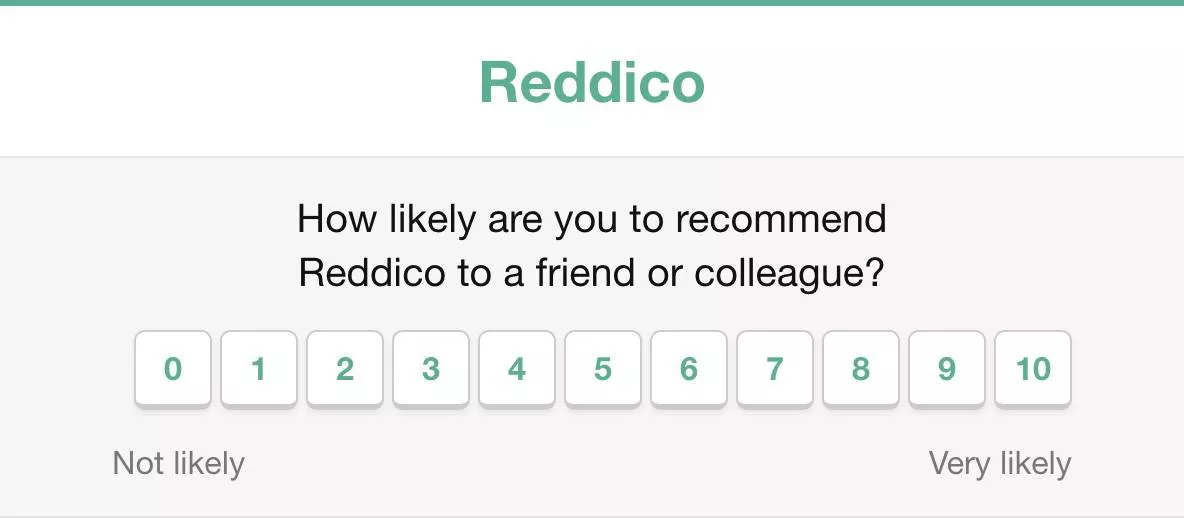 Reddico
How likely are you to recommend
Reddico to a friend or colleague?
0 1 2 3 4 5 6 7 8 9 10
Not likely Very likely